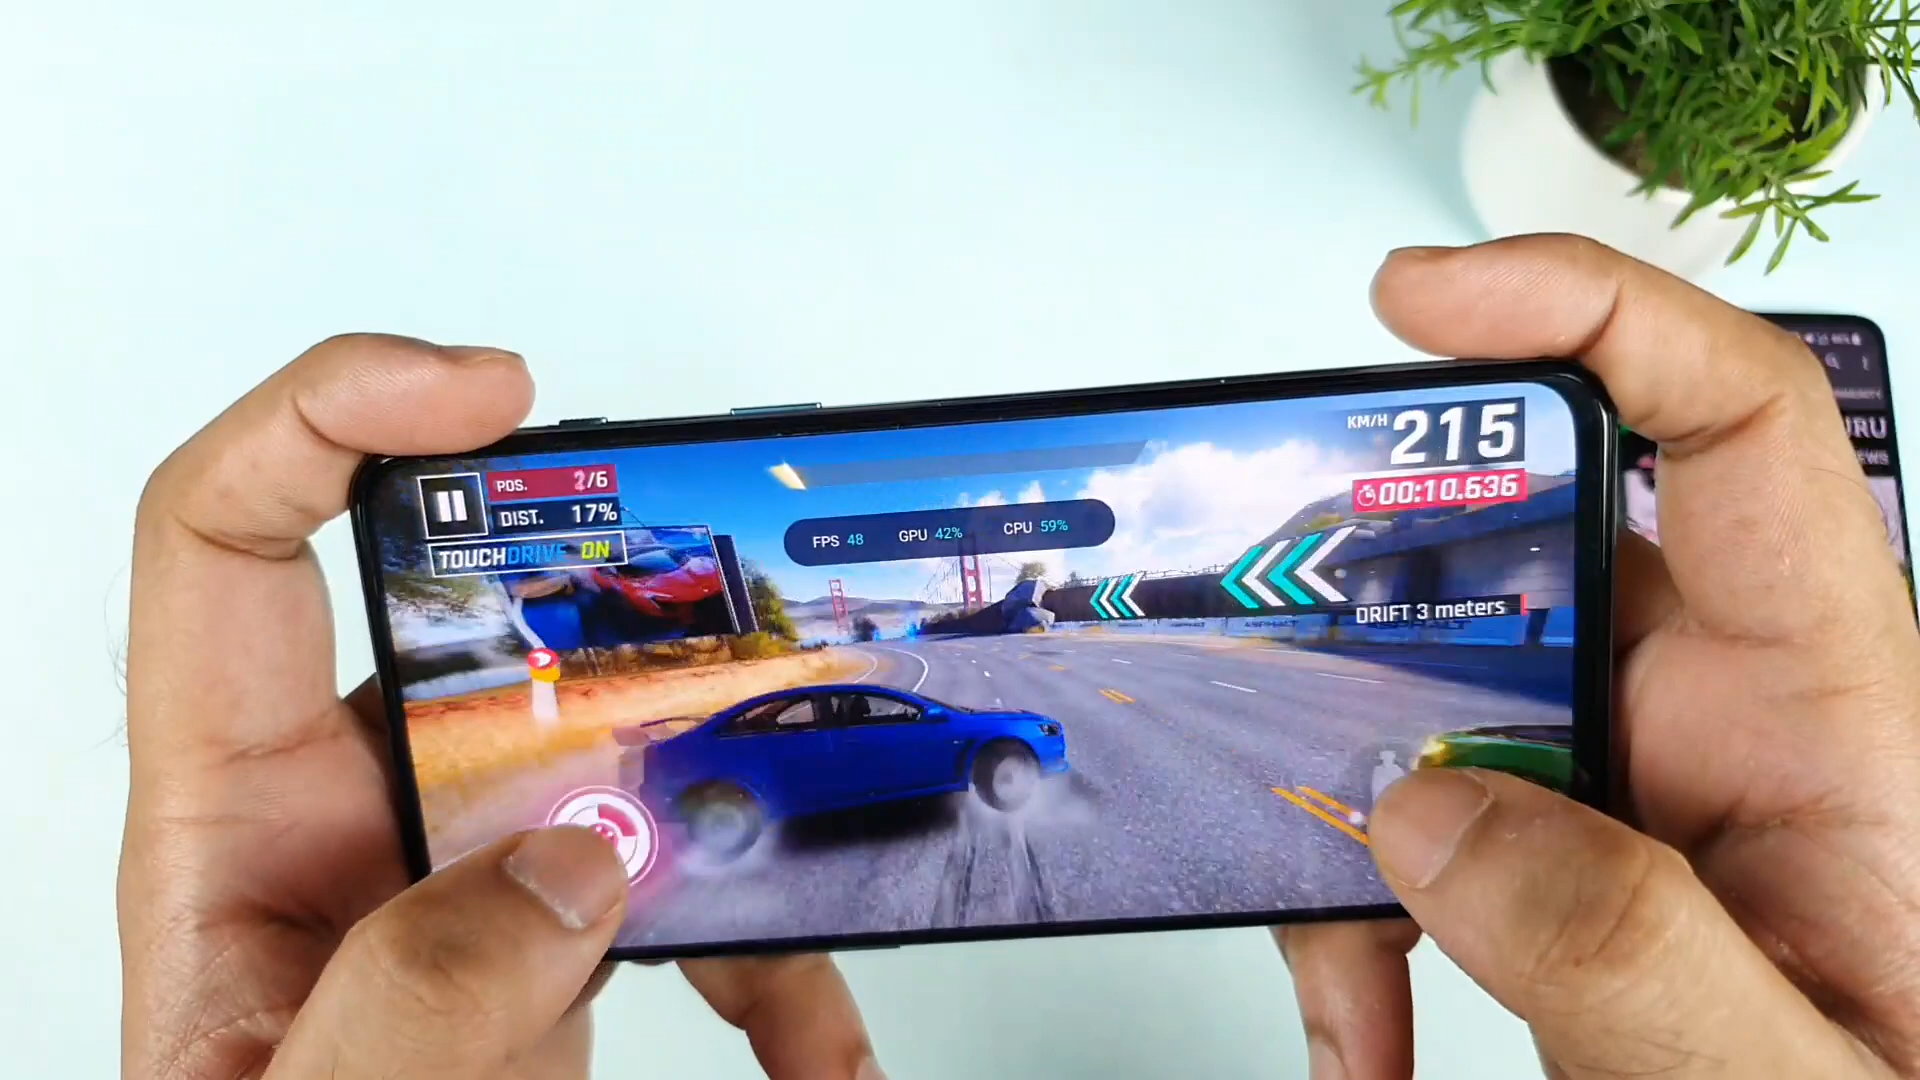 POS. 2/6
DIST. 17%
TOUCHDRIVE ON
FPS 48 GPU 42% CPU 59%
KM/H 215
00:10.636
DRIFT 3 meters
ASPHALT
URU